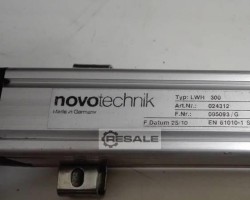 novotechnik
Made in Germany
Typ: LWH 300
Art.Nr.: 024312
F.Nr.: 005093/G
F Datum 25/10
EN 61010-1
RESALE